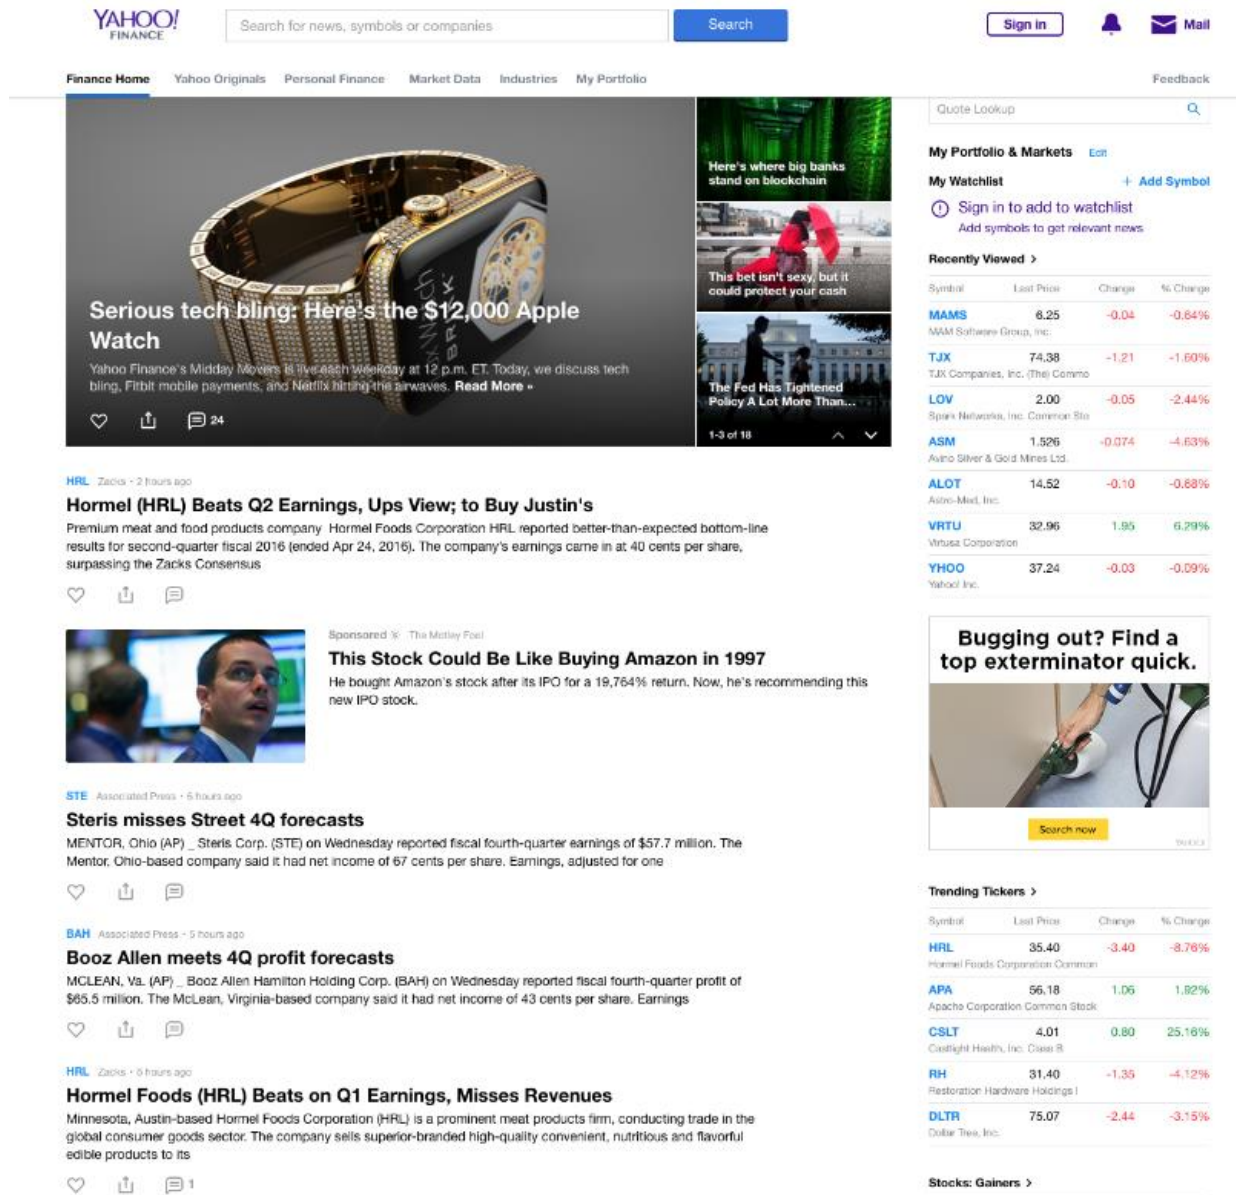 YAHOO!
FINANCE
Search for news, symbols or companies
Search
Sign in
Mail
Finance Home
Yahoo Originals
Personal Finance
Market Data
Industries
My Portfolio
Feedback
Serious tech bling: Here's the $12,000 Apple
Watch
Yahoo Finance's Midday Movers is live each weekday at 12 p.m. ET. Today, we discuss tech
bling, Fitbit mobile payments, and Netflix hitting the airwaves. Read More »
24
Here's where big banks
stand on blockchain
This bet isn't sexy, but it
could protect your cash
The Fed Has Tightened
Policy A Lot More Than...
1-3 of 18
HRL Zacks • 2 hours ago
Hormel (HRL) Beats Q2 Earnings, Ups View; to Buy Justin's
Premium meat and food products company Hormel Foods Corporation HRL reported better-than-expected bottom-line
results for second-quarter fiscal 2016 (ended Apr 24, 2016). The company's earnings came in at 40 cents per share,
surpassing the Zacks Consensus
Sponsored The Motley Fool
This Stock Could Be Like Buying Amazon in 1997
He bought Amazon's stock after its IPO for a 19,764% return. Now, he's recommending this
new IPO stock.
STE Associated Press • 5 hours ago
Steris misses Street 4Q forecasts
MENTOR, Ohio (AP) _ Steris Corp. (STE) on Wednesday reported fiscal fourth-quarter earnings of $57.7 million. The
Mentor, Ohio-based company said it had net income of 67 cents per share. Earnings, adjusted for one
BAH Associated Press • 5 hours ago
Booz Allen meets 4Q profit forecasts
MCLEAN, Va. (AP) _ Booz Allen Hamilton Holding Corp. (BAH) on Wednesday reported fiscal fourth-quarter profit of
$65.5 million. The McLean, Virginia-based company said it had net income of 43 cents per share. Earnings
HRL Zacks • 6 hours ago
Hormel Foods (HRL) Beats on Q1 Earnings, Misses Revenues
Minnesota, Austin-based Hormel Foods Corporation (HRL) is a prominent meat products firm, conducting trade in the
global consumer goods sector. The company sells superior-branded high-quality convenient, nutritious and flavorful
edible products to its
1
Quote Lookup
My Portfolio & Markets Edit
My Watchlist + Add Symbol
Sign in to add to watchlist
Add symbols to get relevant news
Recently Viewed >
Symbol Last Price Change % Change
MAMS 6.25 -0.04 -0.64%
MAM Software Group, Inc.
TJX 74.38 -1.21 -1.60%
TJX Companies, Inc. (The) Commo
LOV 2.00 -0.05 -2.44%
Spark Networks, Inc. Common Sto
ASM 1.526 -0.074 -4.63%
Avino Silver & Gold Mines Ltd.
ALOT 14.52 -0.10 -0.68%
Astro-Med, Inc.
VRTU 32.96 1.95 6.29%
Virtusa Corporation
YHOO 37.24 -0.03 -0.09%
Yahoo! Inc.
Bugging out? Find a
top exterminator quick.
Search now
Trending Tickers >
Symbol Last Price Change % Change
HRL 35.40 -3.40 -8.76%
Hormel Foods Corporation Common
APA 56.18 1.06 1.92%
Apache Corporation Common Stock
CSLT 4.01 0.80 25.16%
Castlight Health, Inc. Class B
RH 31.40 -1.35 -4.12%
Restoration Hardware Holdings I
DLTR 75.07 -2.44 -3.15%
Dollar Tree, Inc.
Stocks: Gainers >